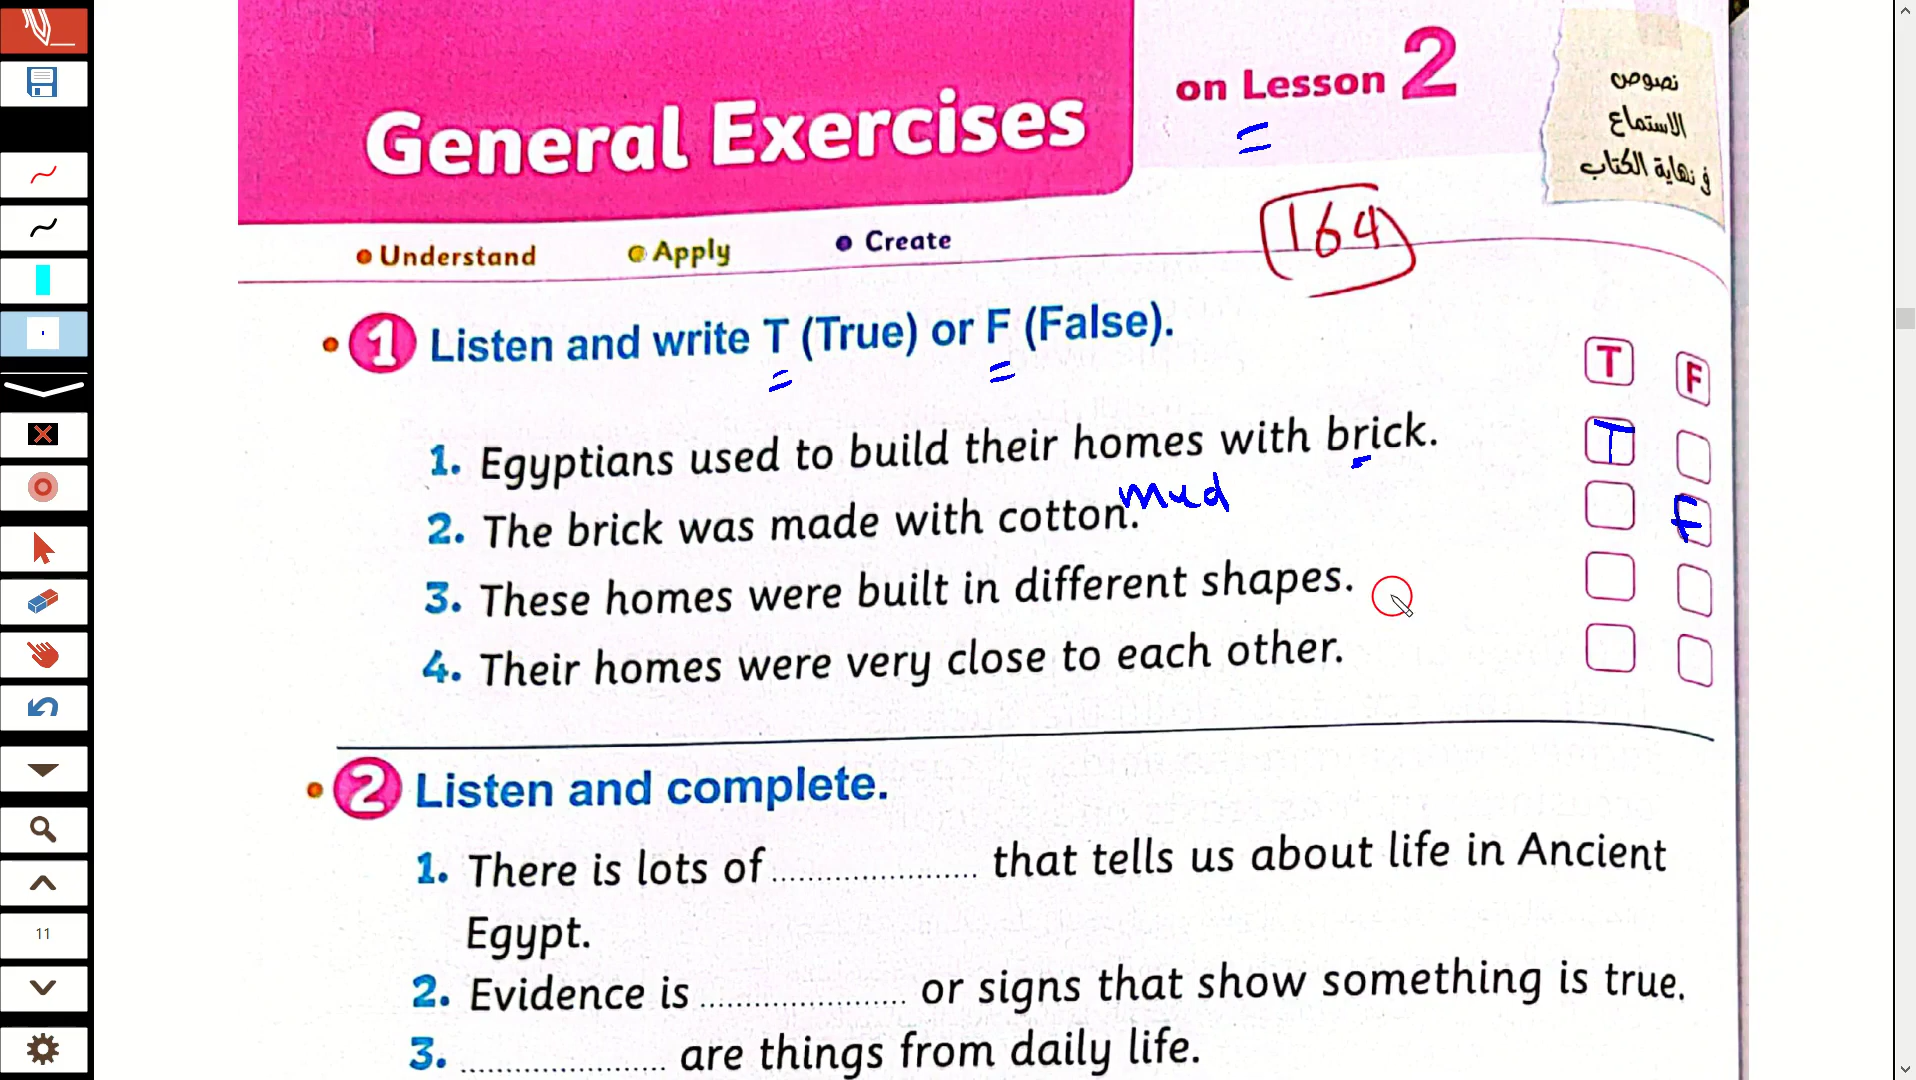 General Exercises
on Lesson 2
نصوص
الاستماع
في نهاية الكتاب
Understand
Apply
Create
164
1 Listen and write T (True) or F (False).
T F
1. Egyptians used to build their homes with brick.
T
mud
2. The brick was made with cotton.
F
3. These homes were built in different shapes.
4. Their homes were very close to each other.
2 Listen and complete.
1. There is lots of ...................... that tells us about life in Ancient
Egypt.
2. Evidence is ...................... or signs that show something is true.
3. ...................... are things from daily life.
11